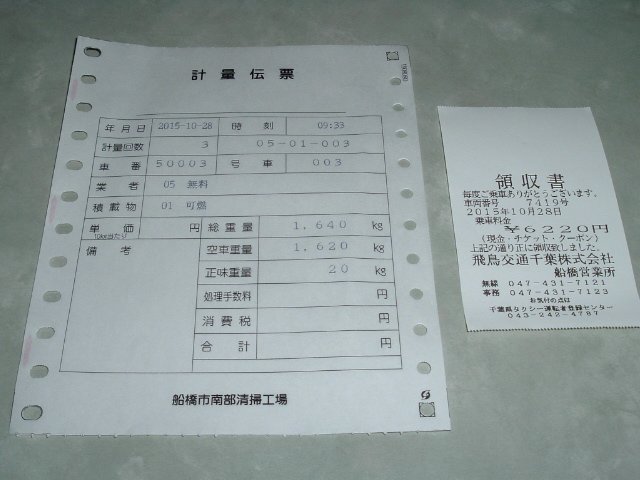 計量伝票
年月日 2015-10-28 時刻 09:33
計量回数 3 05-01-003
車番 50003 号車 003
業者 05 無料
積載物 01 可燃
単価 10kg当たり 円 総重量 1,640 kg
備考 空車重量 1,620 kg
正味重量 20 kg
処理手数料 円
消費税 円
合計 円
船橋市南部清掃工場
領収書
毎度ご乗車ありがとうございます。
車両番号 7419号
2015年10月28日
乗車料金
¥6220円
(現金・チケット・クーポン)
上記の通り正に領収致しました。
飛鳥交通千葉株式会社
船橋営業所
無線 047-431-7121
事務 047-431-7123
お気付の点は
千葉県タクシー運転者登録センター
043-242-4787